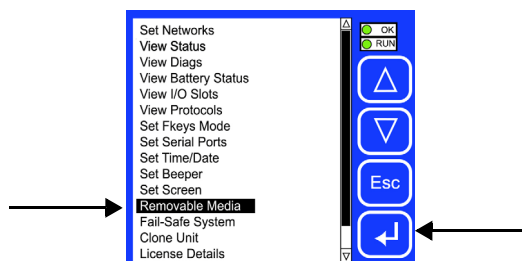 Set Networks
View Status
View Diags
View Battery Status
View I/O Slots
View Protocols
Set Fkeys Mode
Set Serial Ports
Set Time/Date
Set Beeper
Set Screen
Removable Media
Fail-Safe System
Clone Unit
License Details
OK
RUN
Esc